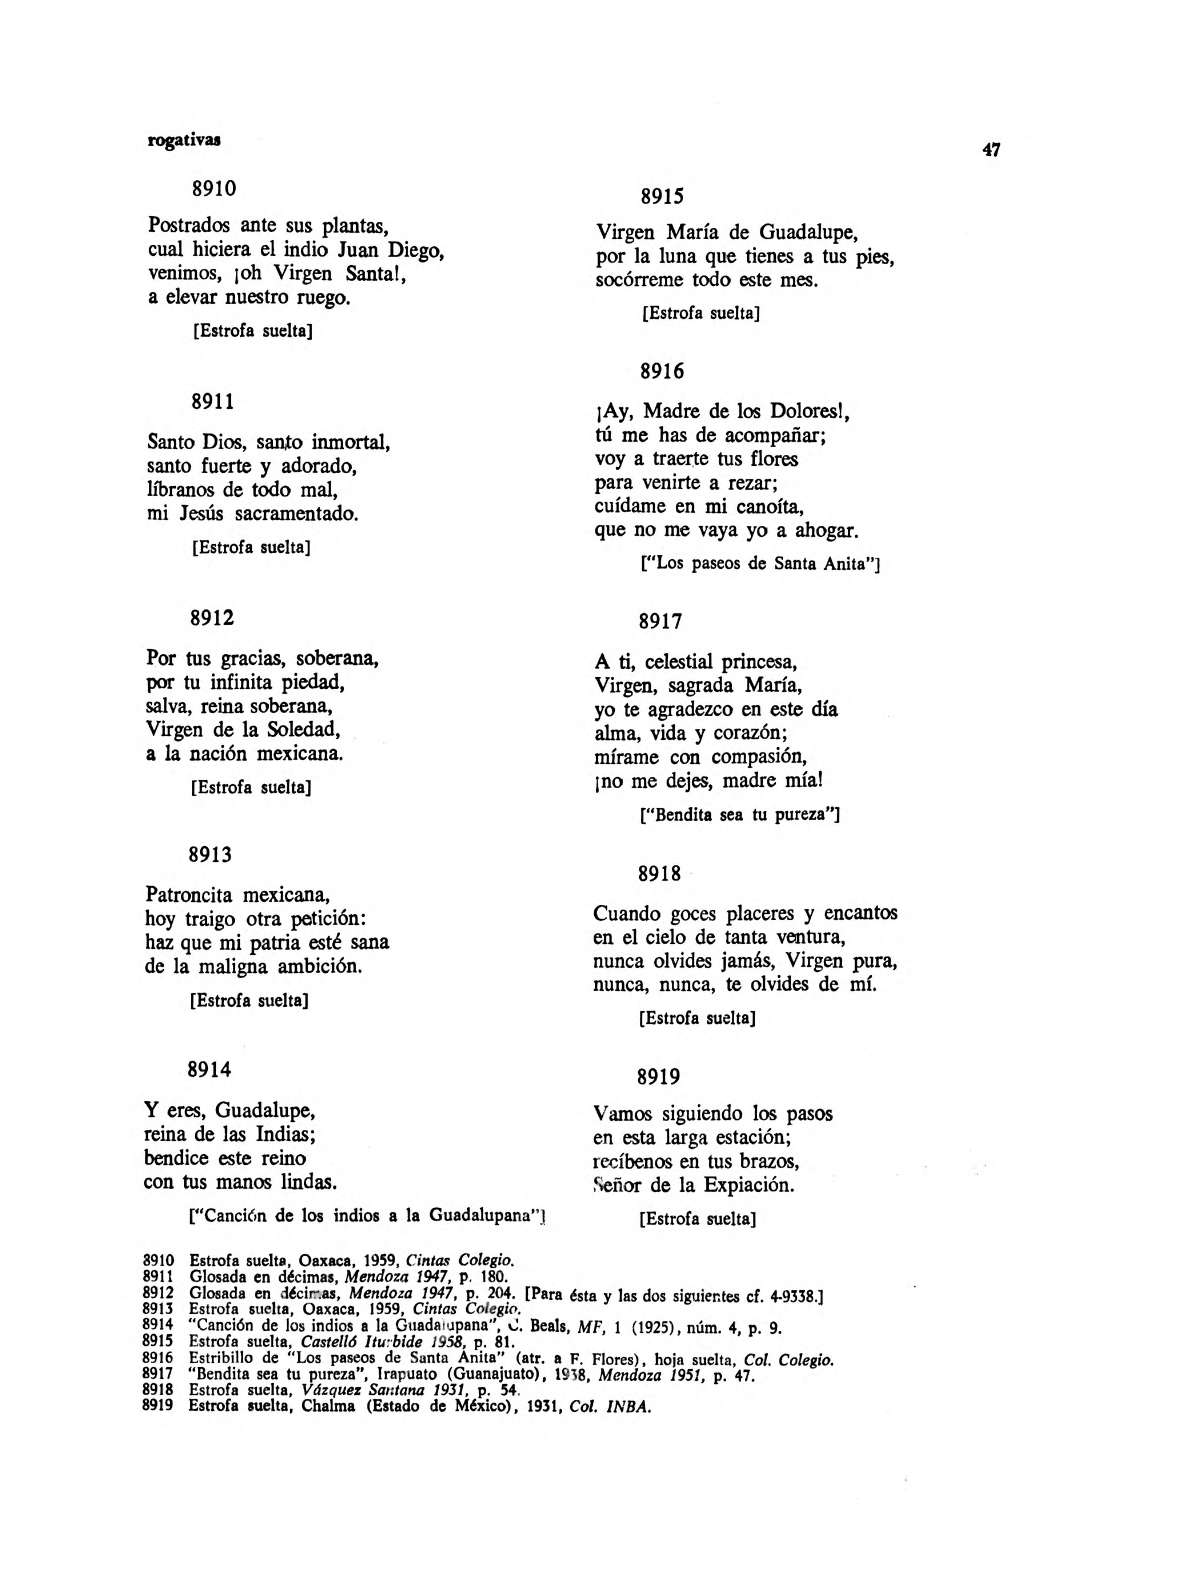 rogativas
47
8910
Postrados ante sus plantas,
cual hiciera el indio Juan Diego,
venimos, ¡oh Virgen Santa!,
a elevar nuestro ruego.
[Estrofa suelta]
8911
Santo Dios, santo inmortal,
santo fuerte y adorado,
líbranos de todo mal,
mi Jesús sacramentado.
[Estrofa suelta]
8912
Por tus gracias, soberana,
por tu infinita piedad,
salva, reina soberana,
Virgen de la Soledad,
a la nación mexicana.
[Estrofa suelta]
8913
Patroncita mexicana,
hoy traigo otra petición:
haz que mi patria esté sana
de la maligna ambición.
[Estrofa suelta]
8914
Y eres, Guadalupe,
reina de las Indias;
bendice este reino
con tus manos lindas.
["Canción de los indios a la Guadalupana"]
8915
Virgen María de Guadalupe,
por la luna que tienes a tus pies,
socórreme todo este mes.
[Estrofa suelta]
8916
¡Ay, Madre de los Dolores!,
tú me has de acompañar;
voy a traerte tus flores
para venirte a rezar;
cuídame en mi canoíta,
que no me vaya yo a ahogar.
["Los paseos de Santa Anita"]
8917
A ti, celestial princesa,
Virgen, sagrada María,
yo te agradezco en este día
alma, vida y corazón;
mírame con compasión,
¡no me dejes, madre mía!
["Bendita sea tu pureza"]
8918
Cuando goces placeres y encantos
en el cielo de tanta ventura,
nunca olvides jamás, Virgen pura,
nunca, nunca, te olvides de mí.
[Estrofa suelta]
8919
Vamos siguiendo los pasos
en esta larga estación;
recíbenos en tus brazos,
Señor de la Expiación.
[Estrofa suelta]
8910 Estrofa suelta, Oaxaca, 1959, Cintas Colegio.
8911 Glosada en décimas, Mendoza 1947, p. 180.
8912 Glosada en décimas, Mendoza 1947, p. 204. [Para ésta y las dos siguientes cf. 4-9338.]
8913 Estrofa suelta, Oaxaca, 1959, Cintas Colegio.
8914 "Canción de los indios a la Guadalupana", C. Beals, MF, 1 (1925), núm. 4, p. 9.
8915 Estrofa suelta, Castelló Iturbide 1958, p. 81.
8916 Estribillo de "Los paseos de Santa Anita" (atr. a F. Flores), hoja suelta, Col. Colegio.
8917 "Bendita sea tu pureza", Irapuato (Guanajuato), 1938, Mendoza 1951, p. 47.
8918 Estrofa suelta, Vázquez Santana 1931, p. 54.
8919 Estrofa suelta, Chalma (Estado de México), 1931, Col. INBA.